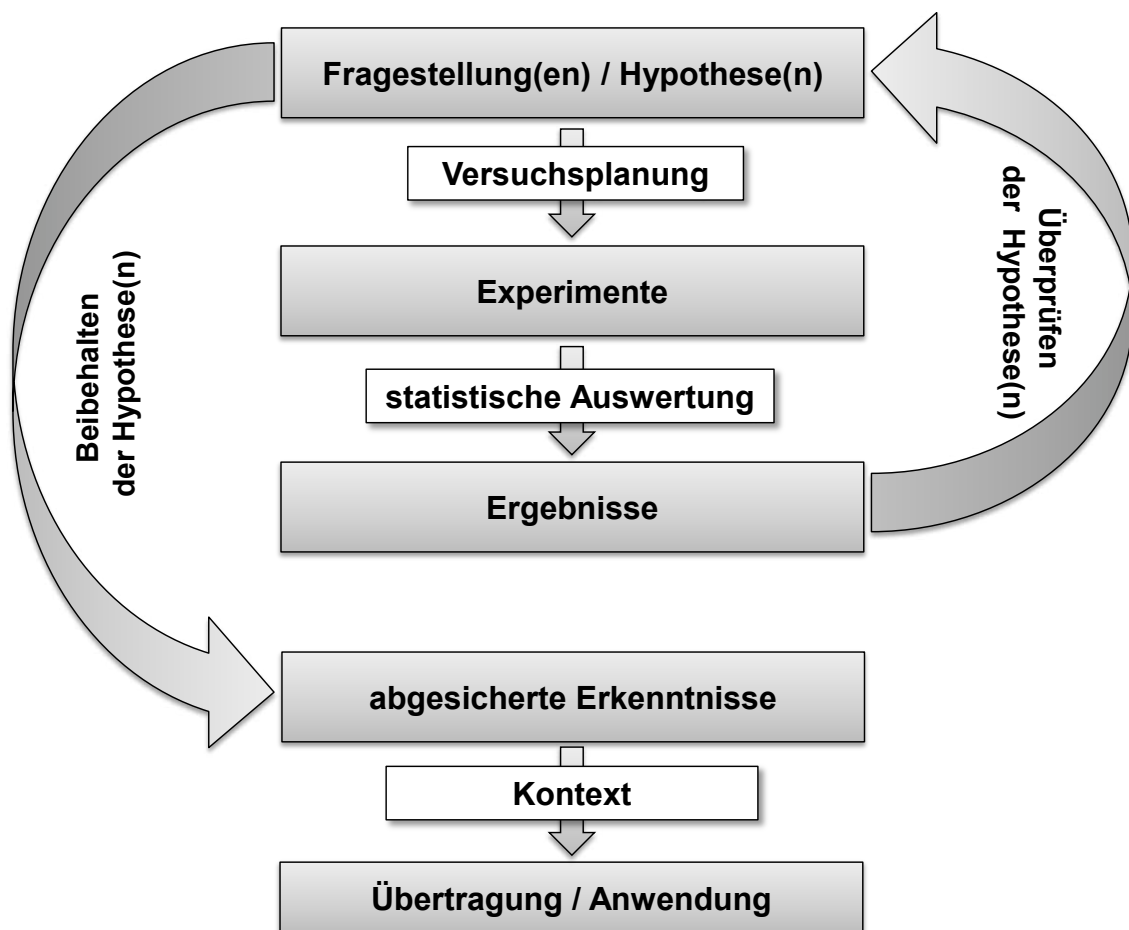 Fragestellung(en) / Hypothese(n)
Versuchsplanung
Experimente
statistische Auswertung
Ergebnisse
Überprüfen
der Hypothese(n)
Beibehalten
der Hypothese(n)
abgesicherte Erkenntnisse
Kontext
Übertragung / Anwendung